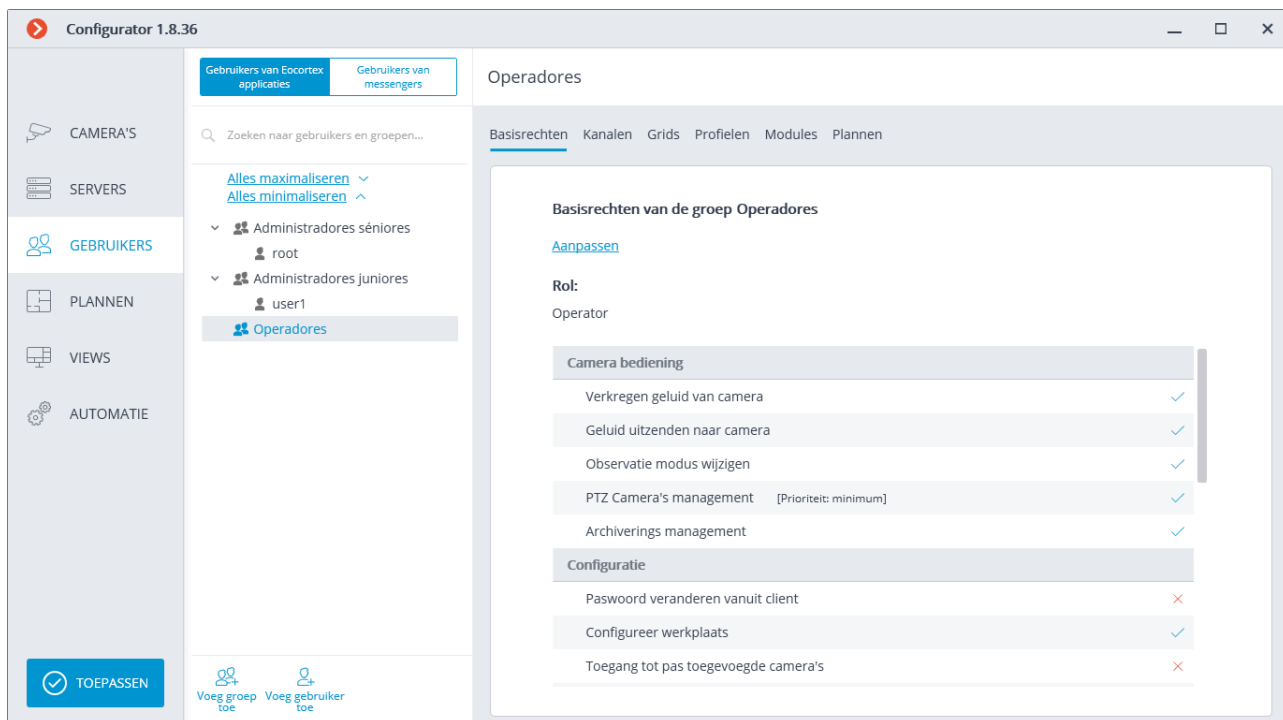 Configurator 1.8.36
CAMERA'S
SERVERS
GEBRUIKERS
PLANNEN
VIEWS
AUTOMATIE
TOEPASSEN
Gebruikers van Eocortex
applicaties
Gebruikers van
messengers
Zoeken naar gebruikers en groepen...
Alles maximaliseren
Alles minimaliseren
Administradores séniores
root
Administradores juniores
user1
Operadores
Voeg groep
toe
Voeg gebruiker
toe
Operadores
Basisrechten Kanalen Grids Profielen Modules Plannen
Basisrechten van de groep Operadores
Aanpassen
Rol:
Operator
Camera bediening
Verkregen geluid van camera
Geluid uitzenden naar camera
Observatie modus wijzigen
PTZ Camera's management [Prioriteit: minimum]
Archiverings management
Configuratie
Paswoord veranderen vanuit client
Configureer werkplaats
Toegang tot pas toegevoegde camera's